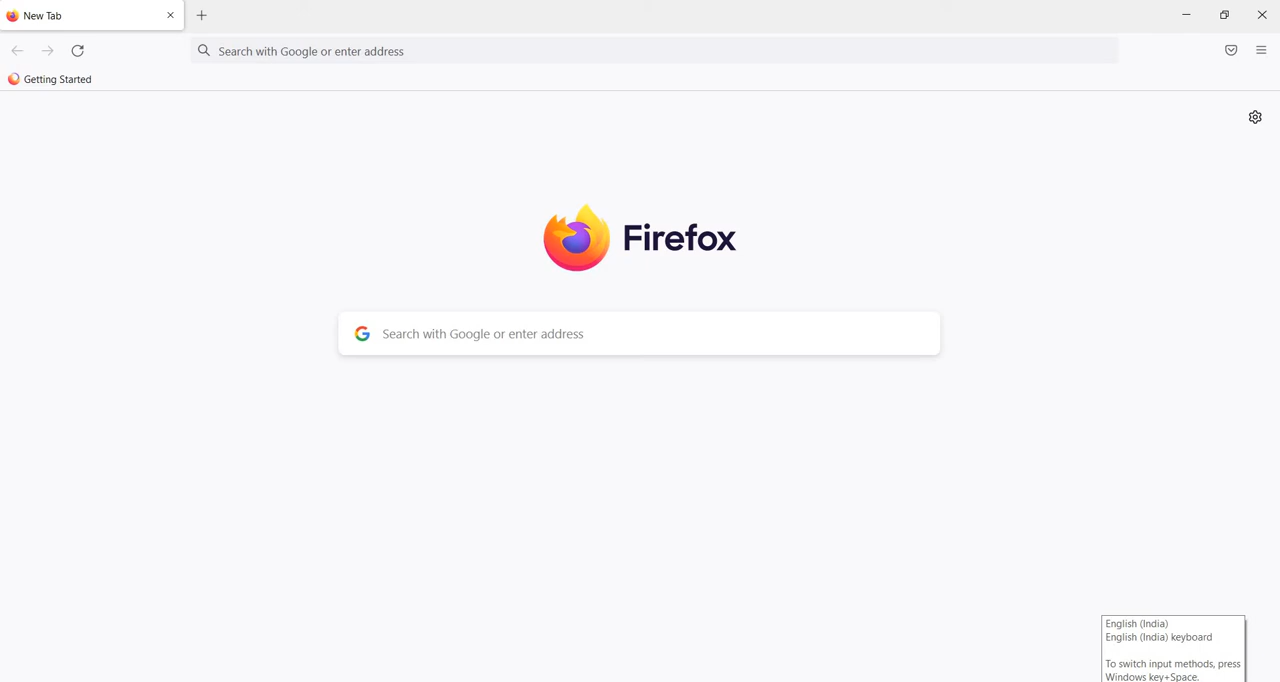 New Tab
Search with Google or enter address
Getting Started
Firefox
Search with Google or enter address
English (India)
English (India) keyboard
To switch input methods, press
Windows key+Space.